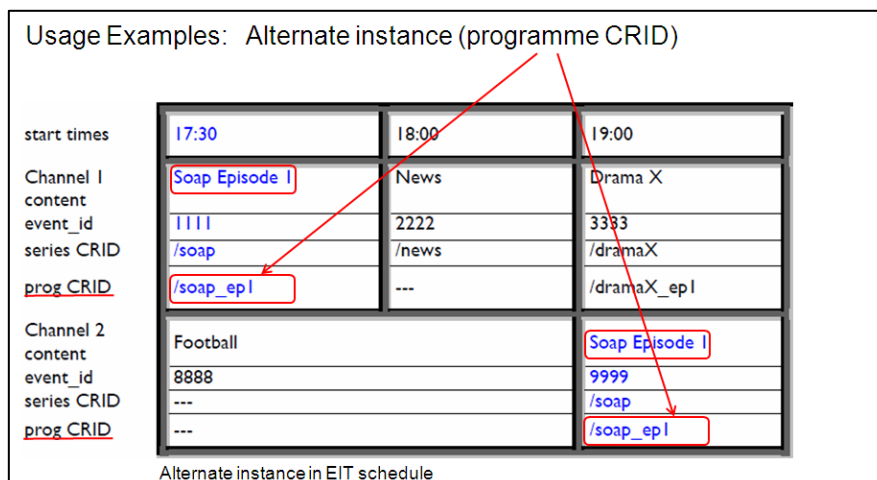 Usage Examples: Alternate instance (programme CRID)
start times 17:30 18:00 19:00
Channel 1 content Soap Episode 1 News Drama X
event_id 1111 2222 3333
series CRID /soap /news /dramaX
prog CRID /soap_ep1 --- /dramaX_ep1
Channel 2 content Football Soap Episode 1
event_id 8888 9999
series CRID --- /soap
prog CRID --- /soap_ep1
Alternate instance in EIT schedule